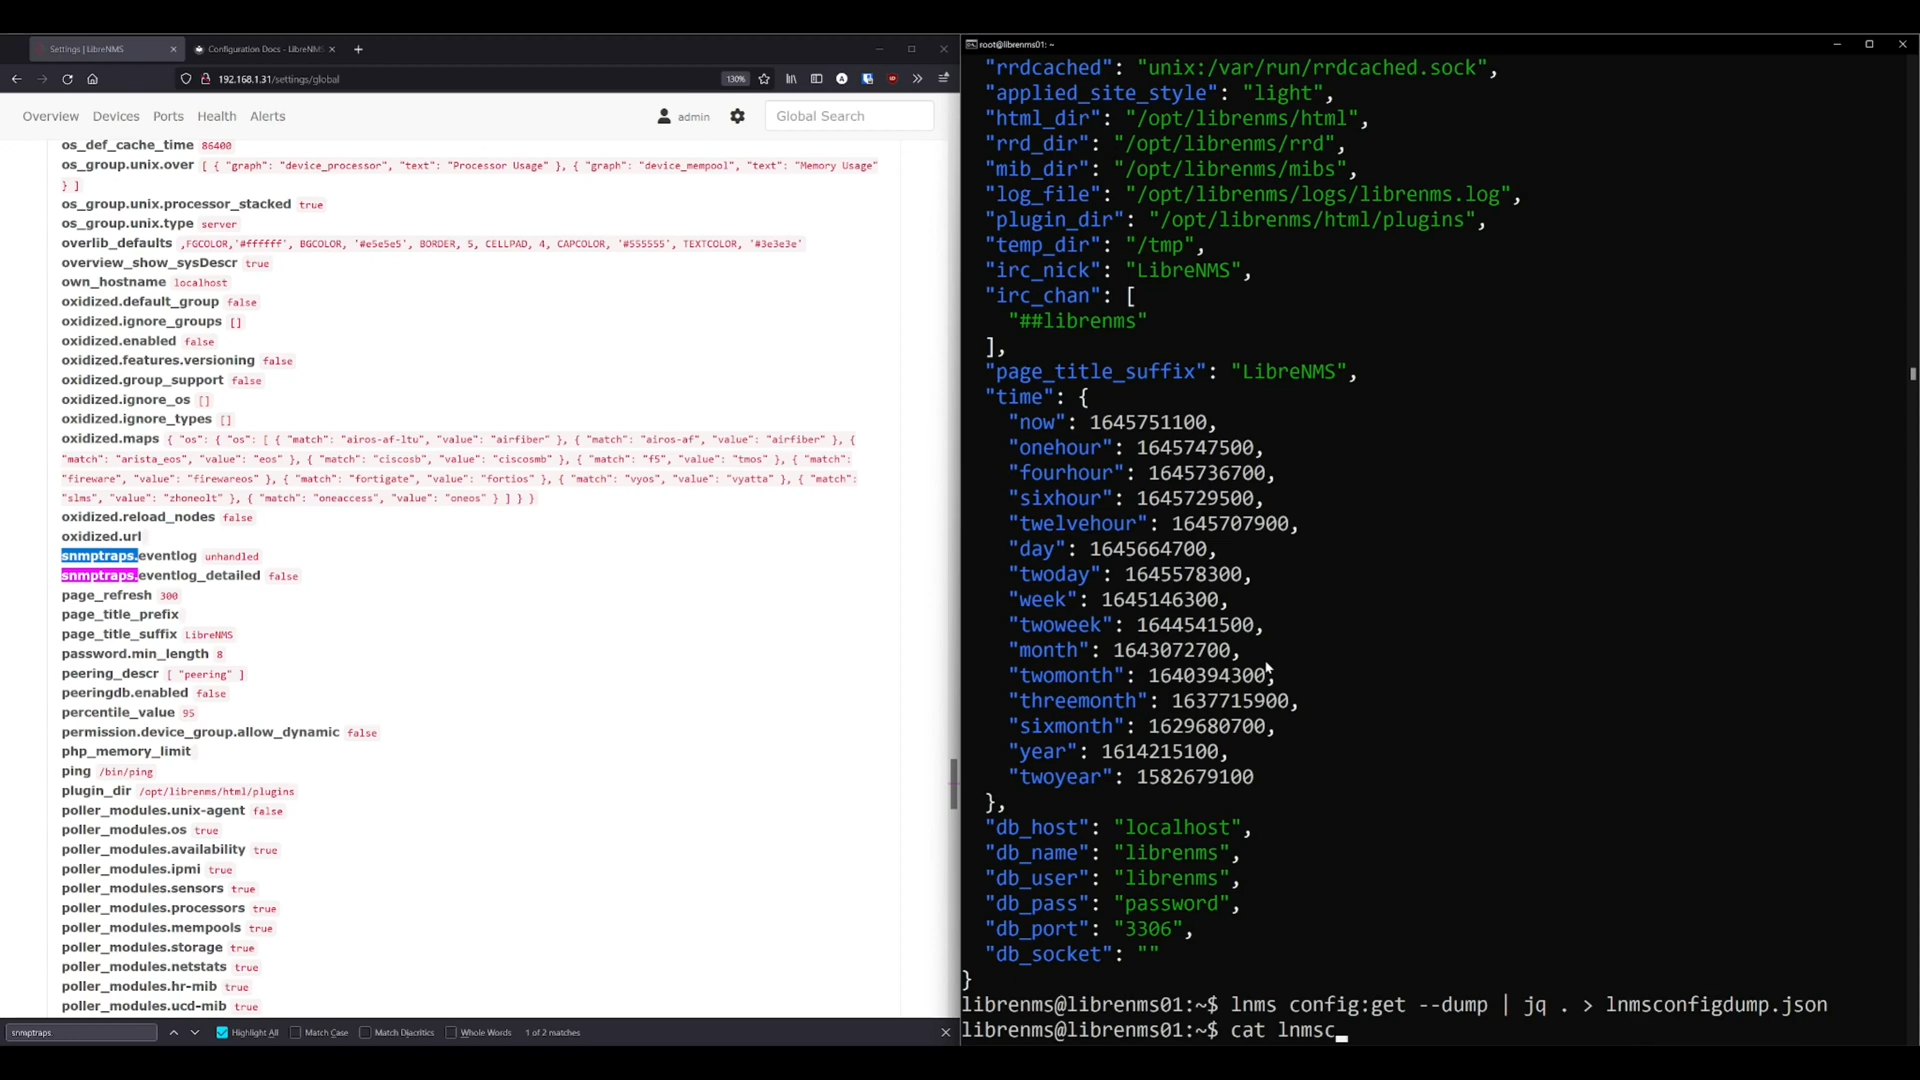 Settings | LibreNMS
Configuration Docs - LibreNMS
192.168.1.31/settings/global
130%
Overview Devices Ports Health Alerts
admin
Global Search
os_def_cache_time 86400
os_group.unix.over [ { "graph": "device_processor", "text": "Processor Usage" }, { "graph": "device_mempool", "text": "Memory Usage"
} ]
os_group.unix.processor_stacked true
os_group.unix.type server
overlib_defaults ,FGCOLOR,'#ffffff', BGCOLOR, '#e5e5e5', BORDER, 5, CELLPAD, 4, CAPCOLOR, '#555555', TEXTCOLOR, '#3e3e3e'
overview_show_sysDescr true
own_hostname localhost
oxidized.default_group false
oxidized.ignore_groups []
oxidized.enabled false
oxidized.features.versioning false
oxidized.group_support false
oxidized.ignore_os []
oxidized.ignore_types []
oxidized.maps { "os": { "os": [ { "match": "airos-af-ltu", "value": "airfiber" }, { "match": "airos-af", "value": "airfiber" }, {
"match": "arista_eos", "value": "eos" }, { "match": "ciscosb", "value": "ciscosmb" }, { "match": "f5", "value": "tmos" }, { "match":
"fireware", "value": "firewareos" }, { "match": "fortigate", "value": "fortios" }, { "match": "vyos", "value": "vyatta" }, { "match":
"slms", "value": "zhoneolt" }, { "match": "oneaccess", "value": "oneos" } ] } }
oxidized.reload_nodes false
oxidized.url
snmptraps.eventlog unhandled
snmptraps.eventlog_detailed false
page_refresh 300
page_title_prefix
page_title_suffix LibreNMS
password.min_length 8
peering_descr [ "peering" ]
peeringdb.enabled false
percentile_value 95
permission.device_group.allow_dynamic false
php_memory_limit
ping /bin/ping
plugin_dir /opt/librenms/html/plugins
poller_modules.unix-agent false
poller_modules.os true
poller_modules.availability true
poller_modules.ipmi true
poller_modules.sensors true
poller_modules.processors true
poller_modules.mempools true
poller_modules.storage true
poller_modules.netstats true
poller_modules.hr-mib true
poller_modules.ucd-mib true
snmptraps
Highlight All Match Case Match Diacritics Whole Words 1 of 2 matches
root@librenms01: ~
"rrdcached": "unix:/var/run/rrdcached.sock",
"applied_site_style": "light",
"html_dir": "/opt/librenms/html",
"rrd_dir": "/opt/librenms/rrd",
"mib_dir": "/opt/librenms/mibs",
"log_file": "/opt/librenms/logs/librenms.log",
"plugin_dir": "/opt/librenms/html/plugins",
"temp_dir": "/tmp",
"irc_nick": "LibreNMS",
"irc_chan": [
"##librenms"
],
"page_title_suffix": "LibreNMS",
"time": {
"now": 1645751100,
"onehour": 1645747500,
"fourhour": 1645736700,
"sixhour": 1645729500,
"twelvehour": 1645707900,
"day": 1645664700,
"twoday": 1645578300,
"week": 1645146300,
"twoweek": 1644541500,
"month": 1643072700,
"twomonth": 1640394300,
"threemonth": 1637715900,
"sixmonth": 1629680700,
"year": 1614215100,
"twoyear": 1582679100
},
"db_host": "localhost",
"db_name": "librenms",
"db_user": "librenms",
"db_pass": "password",
"db_port": "3306",
"db_socket": ""
}
librenms@librenms01:~$ lnms config:get --dump | jq . > lnmsconfigdump.json
librenms@librenms01:~$ cat lnmsc